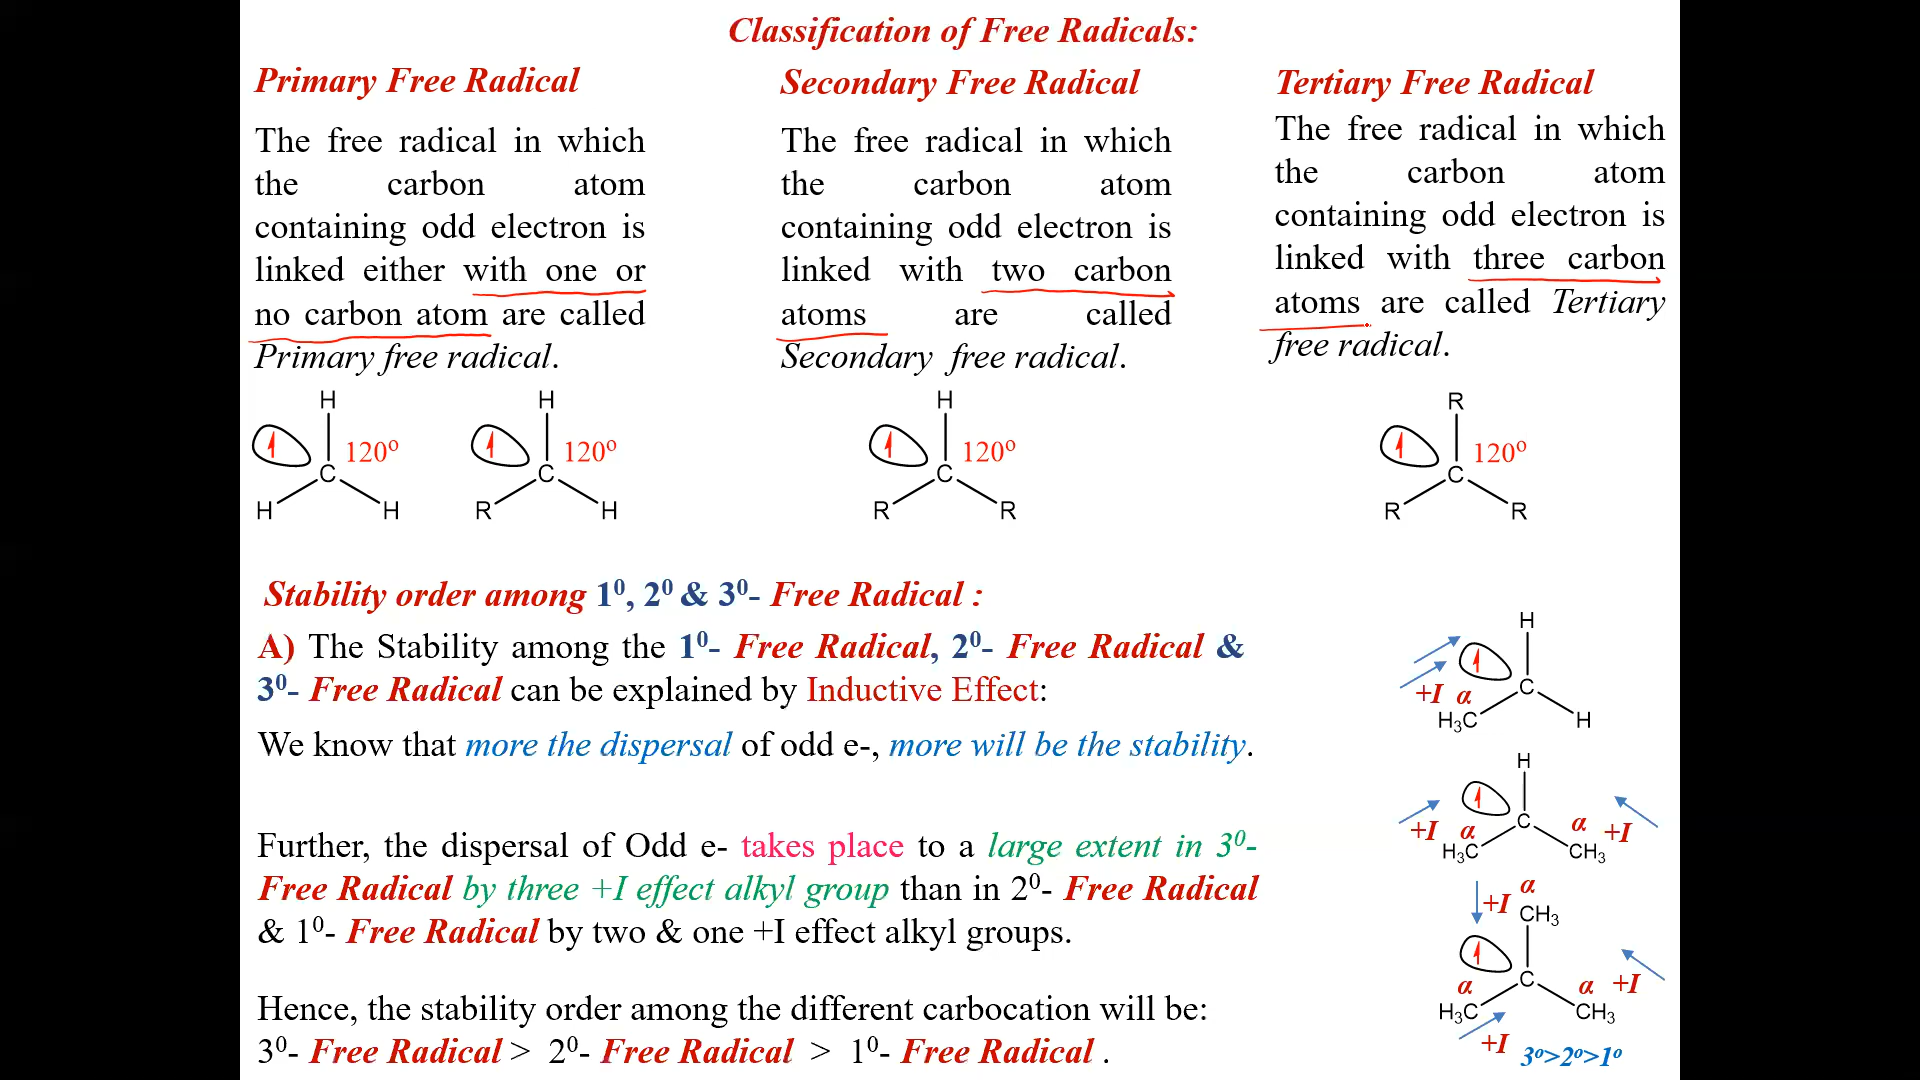 Classification of Free Radicals:
Primary Free Radical
The free radical in which
the carbon atom
containing odd electron is
linked either with one or
no carbon atom are called
Primary free radical.
Secondary Free Radical
The free radical in which
the carbon atom
containing odd electron is
linked with two carbon
atoms are called
Secondary free radical.
Tertiary Free Radical
The free radical in which
the carbon atom
containing odd electron is
linked with three carbon
atoms are called Tertiary
free radical.
H
120⁰
C
H H
H
120⁰
C
R H
H
120⁰
C
R R
R
120⁰
C
R R
Stability order among 1⁰, 2⁰ & 3⁰- Free Radical :
A) The Stability among the 1⁰- Free Radical, 2⁰- Free Radical &
3⁰- Free Radical can be explained by Inductive Effect:
We know that more the dispersal of odd e-, more will be the stability.
Further, the dispersal of Odd e- takes place to a large extent in 3⁰-
Free Radical by three +I effect alkyl group than in 2⁰- Free Radical
& 1⁰- Free Radical by two & one +I effect alkyl groups.
Hence, the stability order among the different carbocation will be:
3⁰- Free Radical > 2⁰- Free Radical > 1⁰- Free Radical .
H
C
+I α
H₃C H
H
C
+I α α +I
H₃C CH₃
α
+I CH₃
C
α α +I
H₃C CH₃
+I
3⁰>2⁰>1⁰